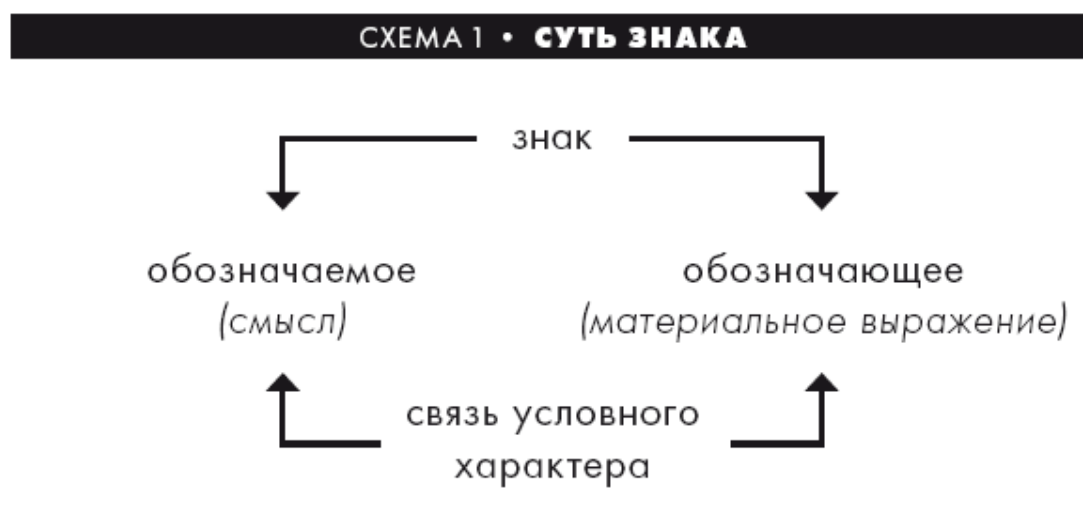 СХЕМА 1 • СУТЬ ЗНАКА
знак
обозначаемое
(смысл)
обозначающее
(материальное выражение)
связь условного
характера